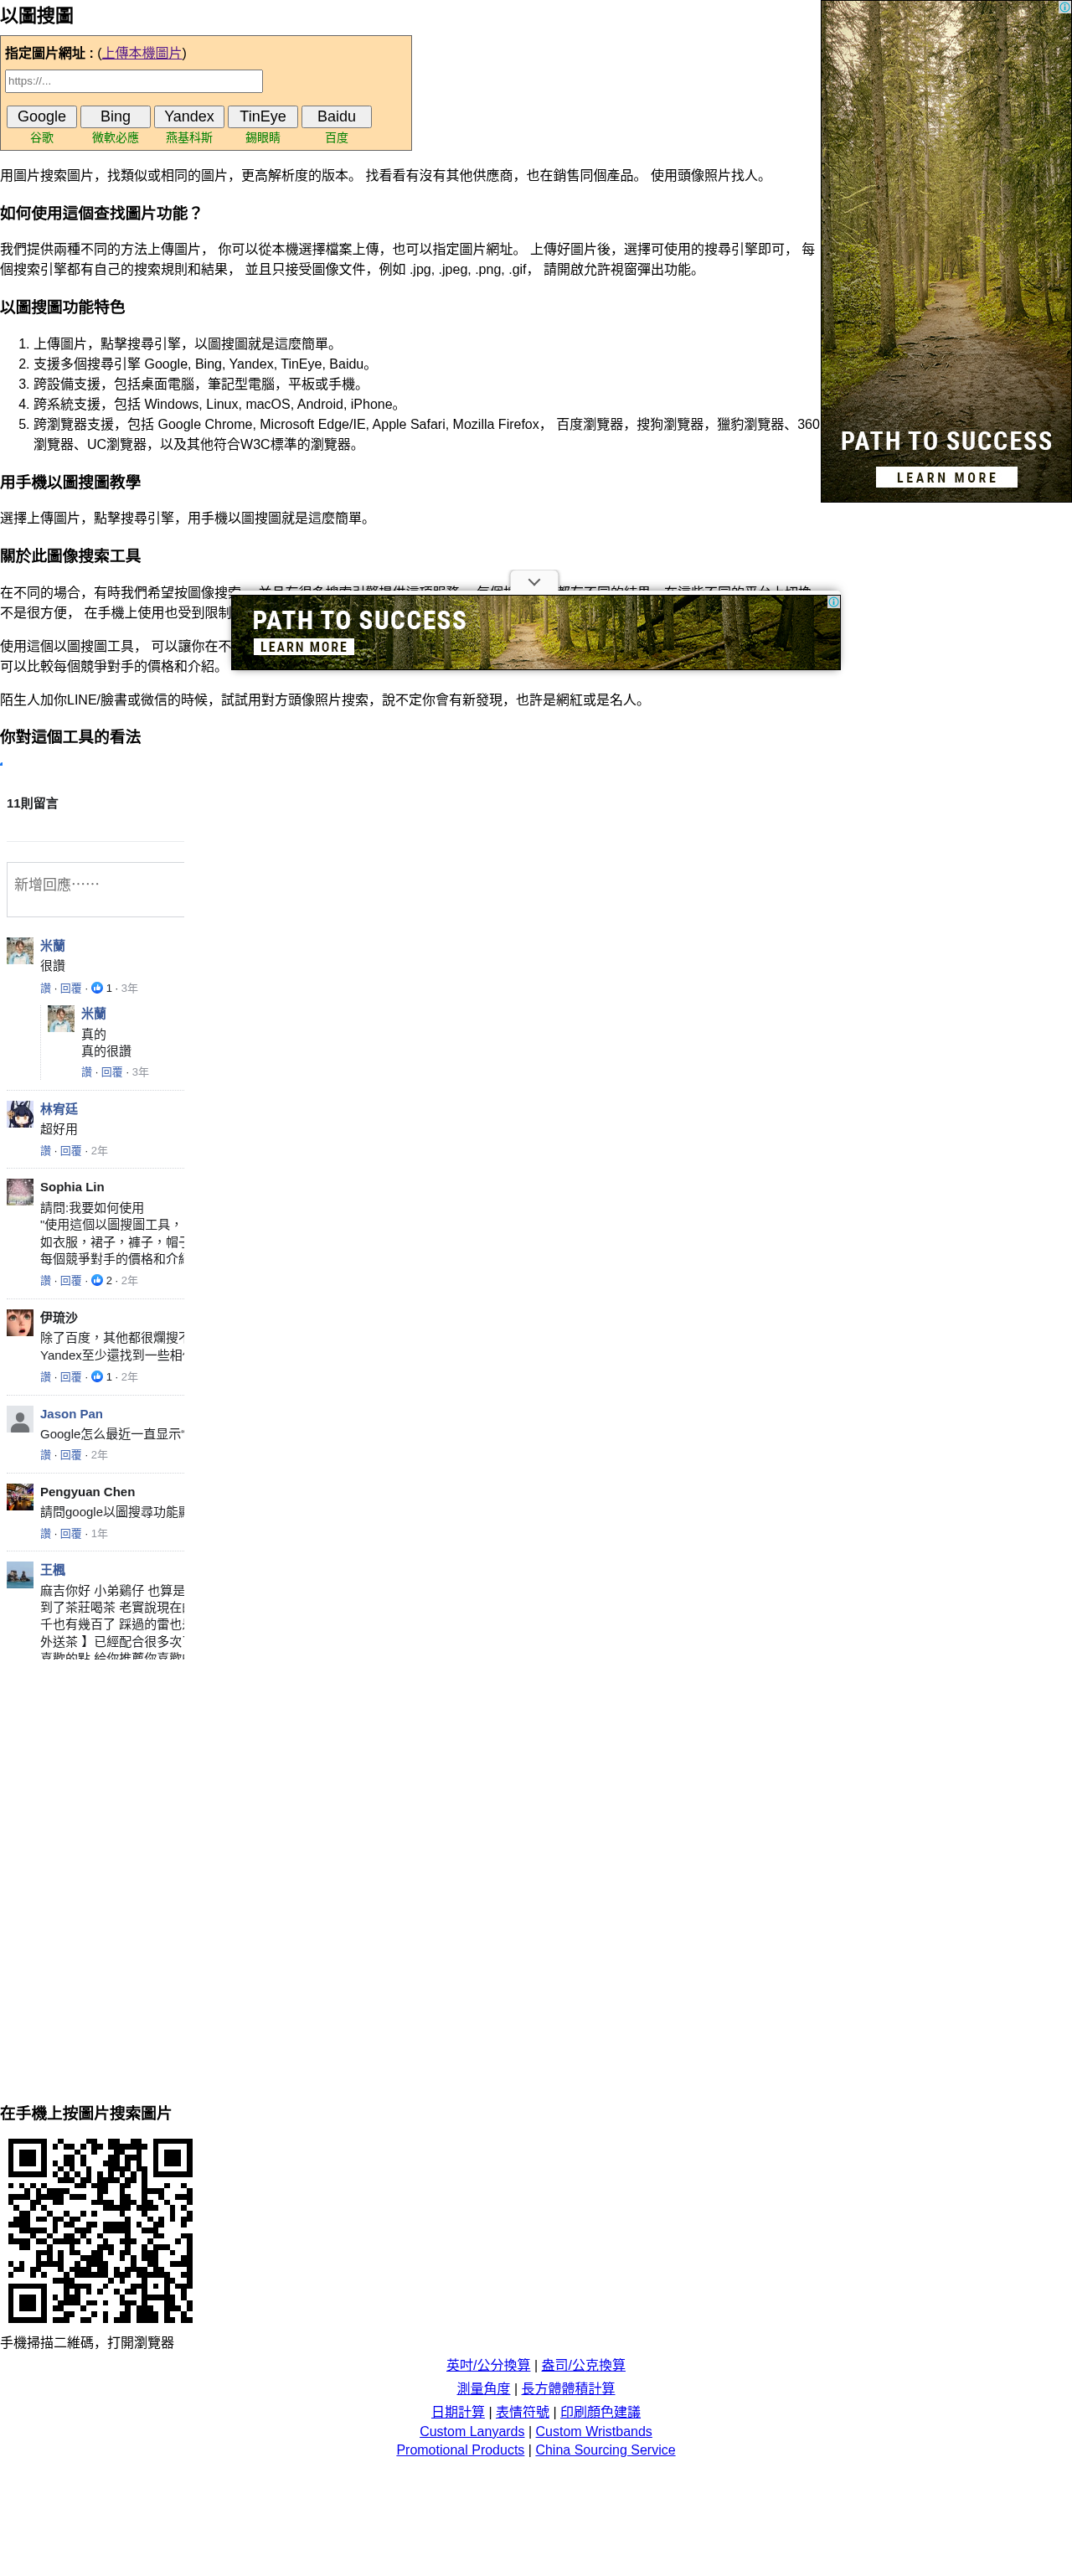 以圖搜圖
指定圖片網址 : (上傳本機圖片)
https://...
Google Bing Yandex TinEye Baidu
谷歌 微軟必應 燕基科斯 錫眼睛 百度
用圖片搜索圖片，找類似或相同的圖片，更高解析度的版本。 找看看有沒有其他供應商，也在銷售同個產品。 使用頭像照片找人。
如何使用這個查找圖片功能？
我們提供兩種不同的方法上傳圖片， 你可以從本機選擇檔案上傳，也可以指定圖片網址。 上傳好圖片後，選擇可使用的搜尋引擎即可， 每
個搜索引擎都有自己的搜索規則和結果， 並且只接受圖像文件，例如 .jpg, .jpeg, .png, .gif， 請開啟允許視窗彈出功能。
以圖搜圖功能特色
1. 上傳圖片，點擊搜尋引擎，以圖搜圖就是這麼簡單。
2. 支援多個搜尋引擎 Google, Bing, Yandex, TinEye, Baidu。
3. 跨設備支援，包括桌面電腦，筆記型電腦，平板或手機。
4. 跨系統支援，包括 Windows, Linux, macOS, Android, iPhone。
5. 跨瀏覽器支援，包括 Google Chrome, Microsoft Edge/IE, Apple Safari, Mozilla Firefox， 百度瀏覽器，搜狗瀏覽器，獵豹瀏覽器、360
瀏覽器、UC瀏覽器，以及其他符合W3C標準的瀏覽器。
PATH TO SUCCESS
LEARN MORE
用手機以圖搜圖教學
選擇上傳圖片，點擊搜尋引擎，用手機以圖搜圖就是這麼簡單。
關於此圖像搜索工具
在不同的場合，有時我們希望按圖像搜索
不是很方便， 在手機上使用也受到限制
PATH TO SUCCESS
LEARN MORE
使用這個以圖搜圖工具， 可以讓你在不
可以比較每個競爭對手的價格和介紹。
陌生人加你LINE/臉書或微信的時候，試試用對方頭像照片搜索，說不定你會有新發現，也許是網紅或是名人。
你對這個工具的看法
11則留言
新增回應……
米蘭
很讚
讚 · 回覆 · 1 · 3年
米蘭
真的
真的很讚
讚 · 回覆 · 3年
林宥廷
超好用
讚 · 回覆 · 2年
Sophia Lin
請問:我要如何使用
"使用這個以圖搜圖工具，
如衣服，裙子，褲子，帽子
每個競爭對手的價格和介紹
讚 · 回覆 · 2 · 2年
伊琉沙
除了百度，其他都很爛搜不
Yandex至少還找到一些相
讚 · 回覆 · 1 · 2年
Jason Pan
Google怎么最近一直显示“
讚 · 回覆 · 2年
Pengyuan Chen
請問google以圖搜尋功能
讚 · 回覆 · 1年
王楓
麻吉你好 小弟鷄仔 也算是
到了茶莊喝茶 老實說現在
千也有幾百了 踩過的雷也
外送茶 】已經配合很多次
喜歡的點 給你推薦你喜歡
在手機上按圖片搜索圖片
手機掃描二維碼，打開瀏覽器
英吋/公分換算 | 盎司/公克換算
測量角度 | 長方體體積計算
日期計算 | 表情符號 | 印刷顏色建議
Custom Lanyards | Custom Wristbands
Promotional Products | China Sourcing Service